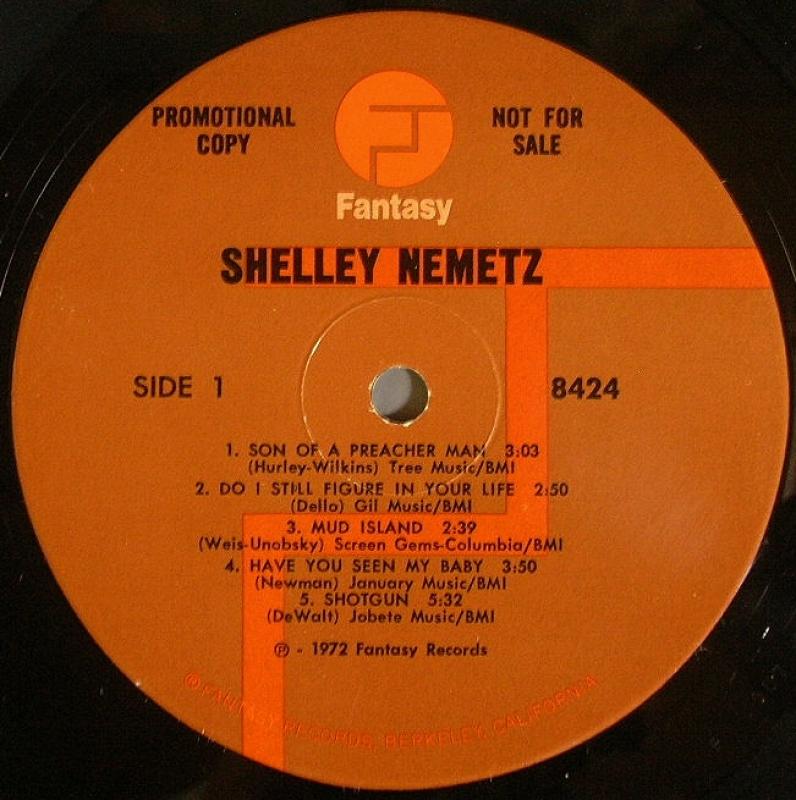 PROMOTIONAL
COPY
NOT FOR
SALE
Fantasy
SHELLEY NEMETZ
SIDE 1
8424
1. SON OF A PREACHER MAN 3:03
(Hurley-Wilkins) Tree Music/BMI
2. DO I STILL FIGURE IN YOUR LIFE 2:50
(Dello) Gil Music/BMI
3. MUD ISLAND 2:39
(Weis-Unobsky) Screen Gems-Columbia/BMI
4. HAVE YOU SEEN MY BABY 3:50
(Newman) January Music/BMI
5. SHOTGUN 5:32
(DeWalt) Jobete Music/BMI
℗ - 1972 Fantasy Records
® FANTASY RECORDS, BERKELEY, CALIFORNIA